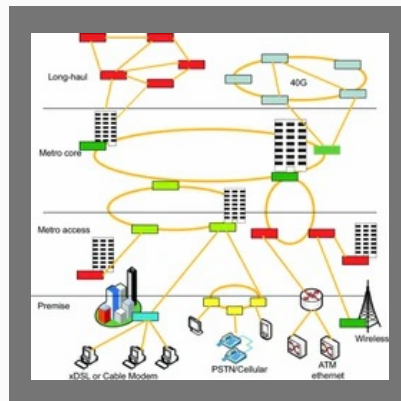 Long-haul
40G
Metro core
Metro access
Premise
Wireless
xDSL or Cable Modem
PSTN/Cellular
ATM
ethernet